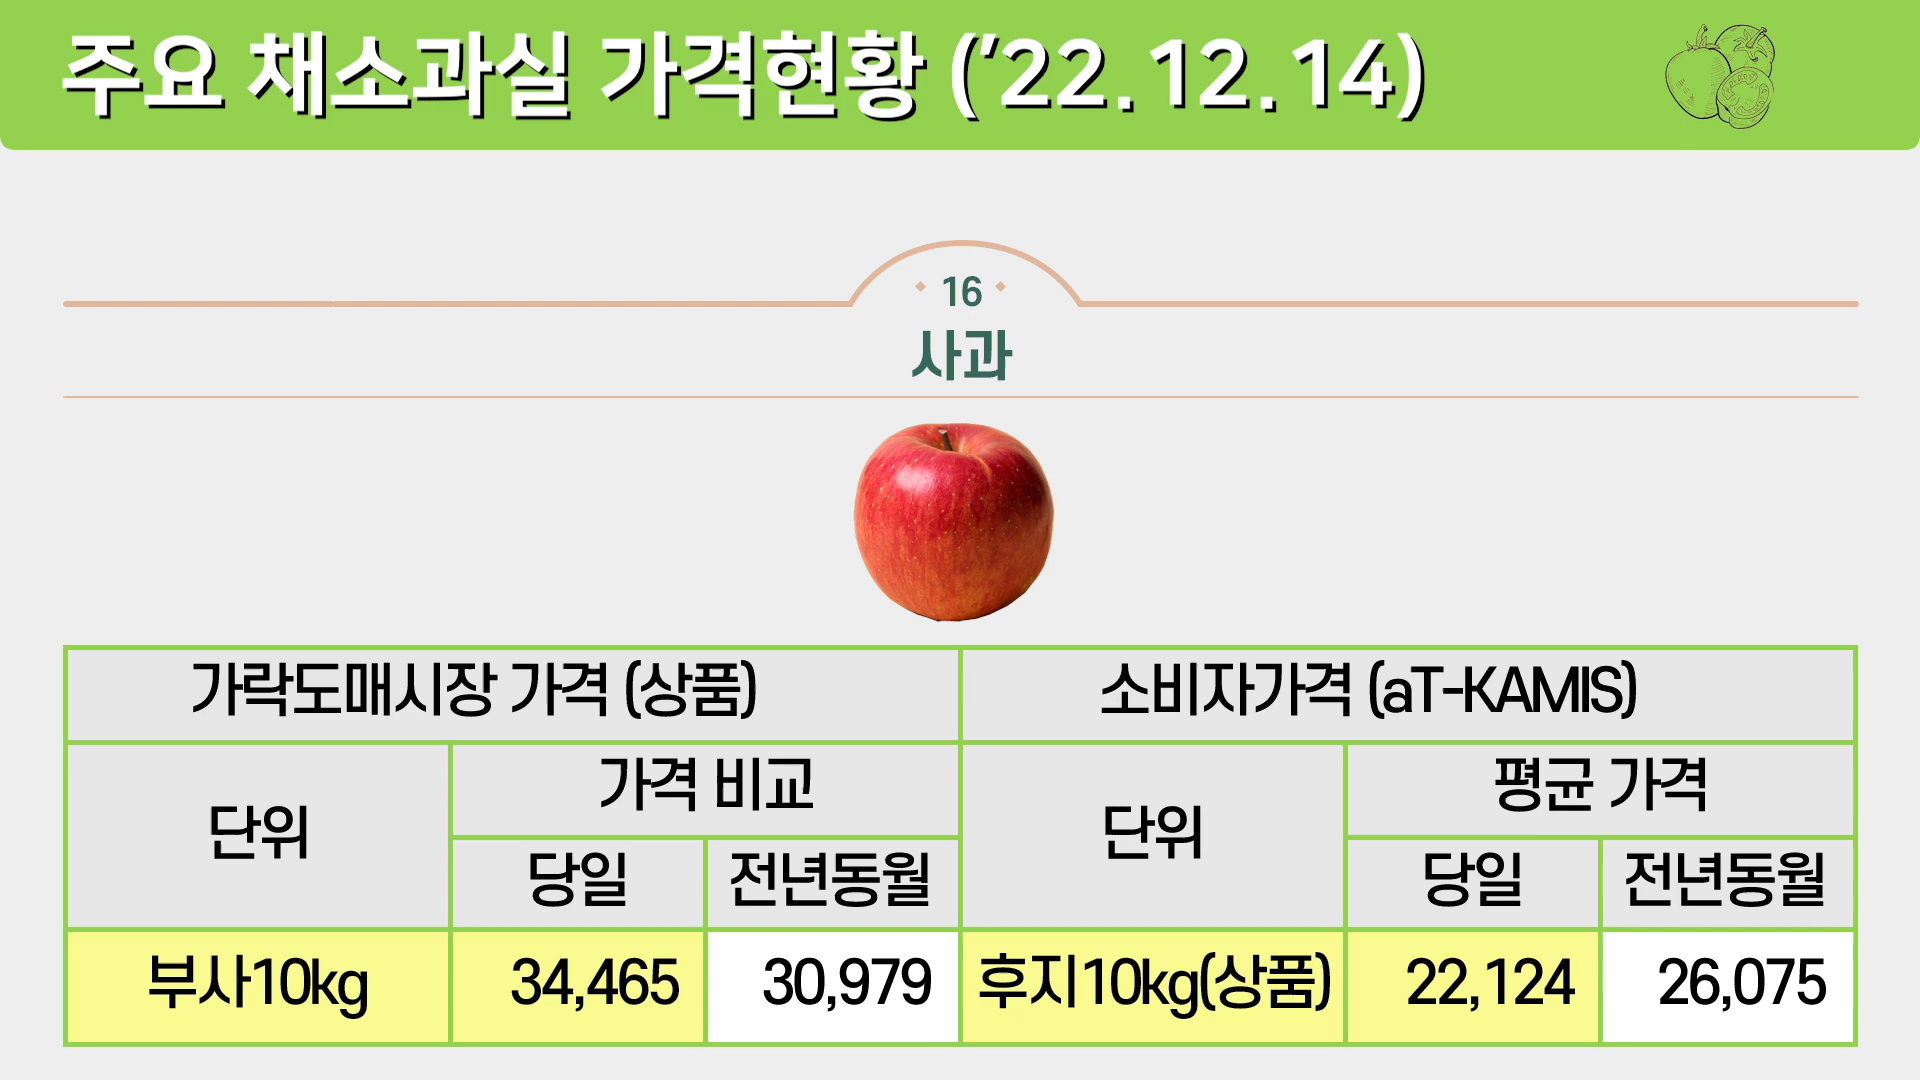 주요 채소과실 가격현황 (’22.12.14)
16
사과
가락도매시장 가격 (상품)
소비자가격 (aT-KAMIS)
단위
가격 비교
단위
평균 가격
당일
전년동월
당일
전년동월
부사10kg
34,465
30,979
후지10kg(상품)
22,124
26,075